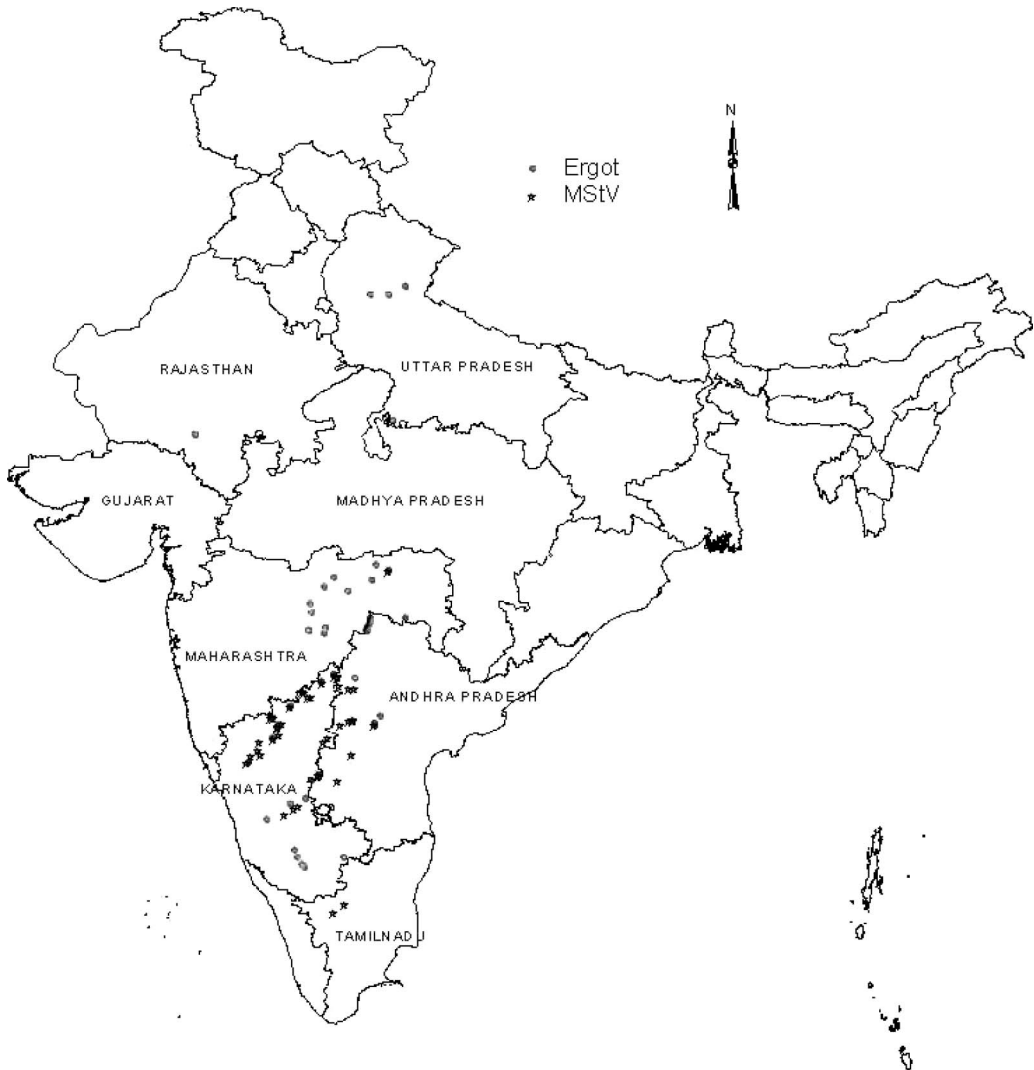 N
Ergot
MStV
RAJASTHAN
UTTAR PRADESH
GUJARAT
MADHYA PRADESH
MAHARASHTRA
ANDHRA PRADESH
KARNATAKA
TAMILNADU